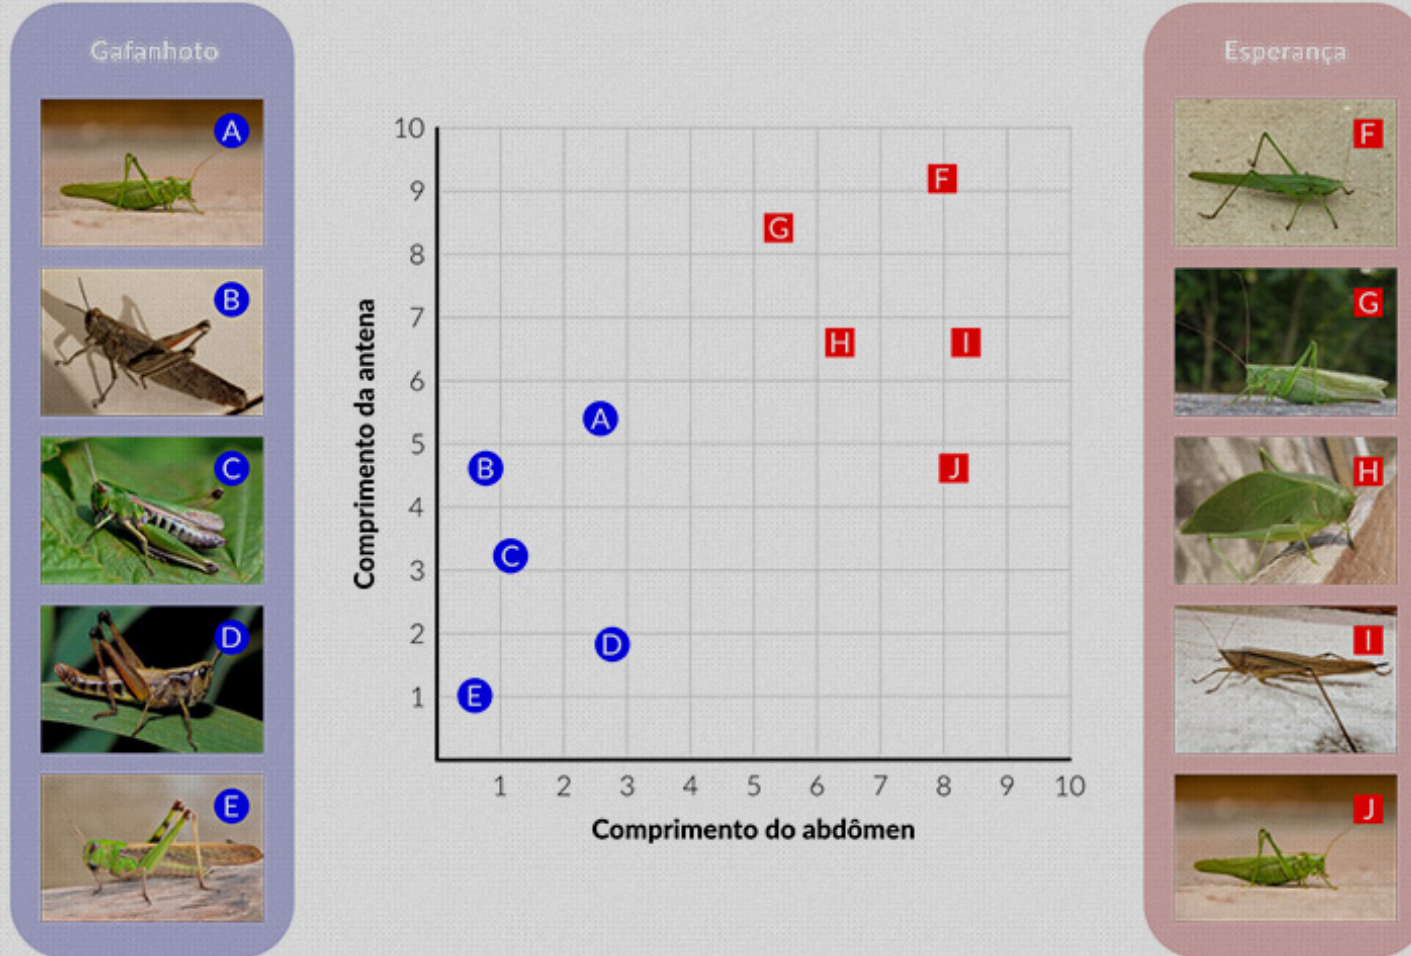 Gafanhoto
A
B
C
D
E
Comprimento da antena
10
9
8
7
6
5
4
3
2
1
F
G
H
I
A
B
J
C
D
E
1 2 3 4 5 6 7 8 9 10
Comprimento do abdômen
Esperança
F
G
H
I
J